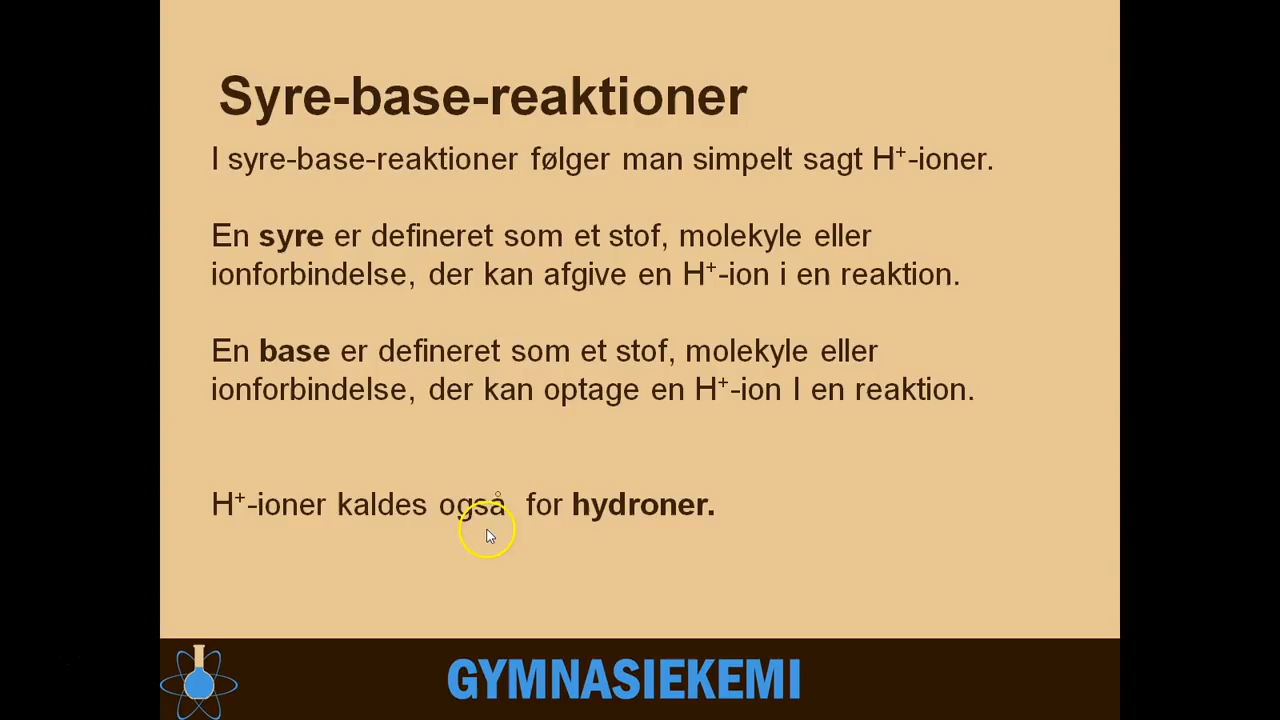 Syre-base-reaktioner
I syre-base-reaktioner følger man simpelt sagt H⁺-ioner.
En syre er defineret som et stof, molekyle eller
ionforbindelse, der kan afgive en H⁺-ion i en reaktion.
En base er defineret som et stof, molekyle eller
ionforbindelse, der kan optage en H⁺-ion I en reaktion.
H⁺-ioner kaldes også for hydroner.
GYMNASIEKEMI